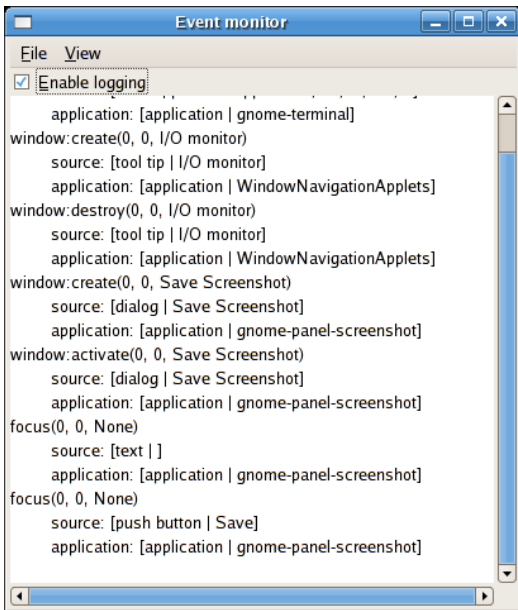 Event monitor
File View
Enable logging
application: [application | gnome-terminal]
window:create(0, 0, I/O monitor)
source: [tool tip | I/O monitor]
application: [application | WindowNavigationApplets]
window:destroy(0, 0, I/O monitor)
source: [tool tip | I/O monitor]
application: [application | WindowNavigationApplets]
window:create(0, 0, Save Screenshot)
source: [dialog | Save Screenshot]
application: [application | gnome-panel-screenshot]
window:activate(0, 0, Save Screenshot)
source: [dialog | Save Screenshot]
application: [application | gnome-panel-screenshot]
focus(0, 0, None)
source: [text | ]
application: [application | gnome-panel-screenshot]
focus(0, 0, None)
source: [push button | Save]
application: [application | gnome-panel-screenshot]